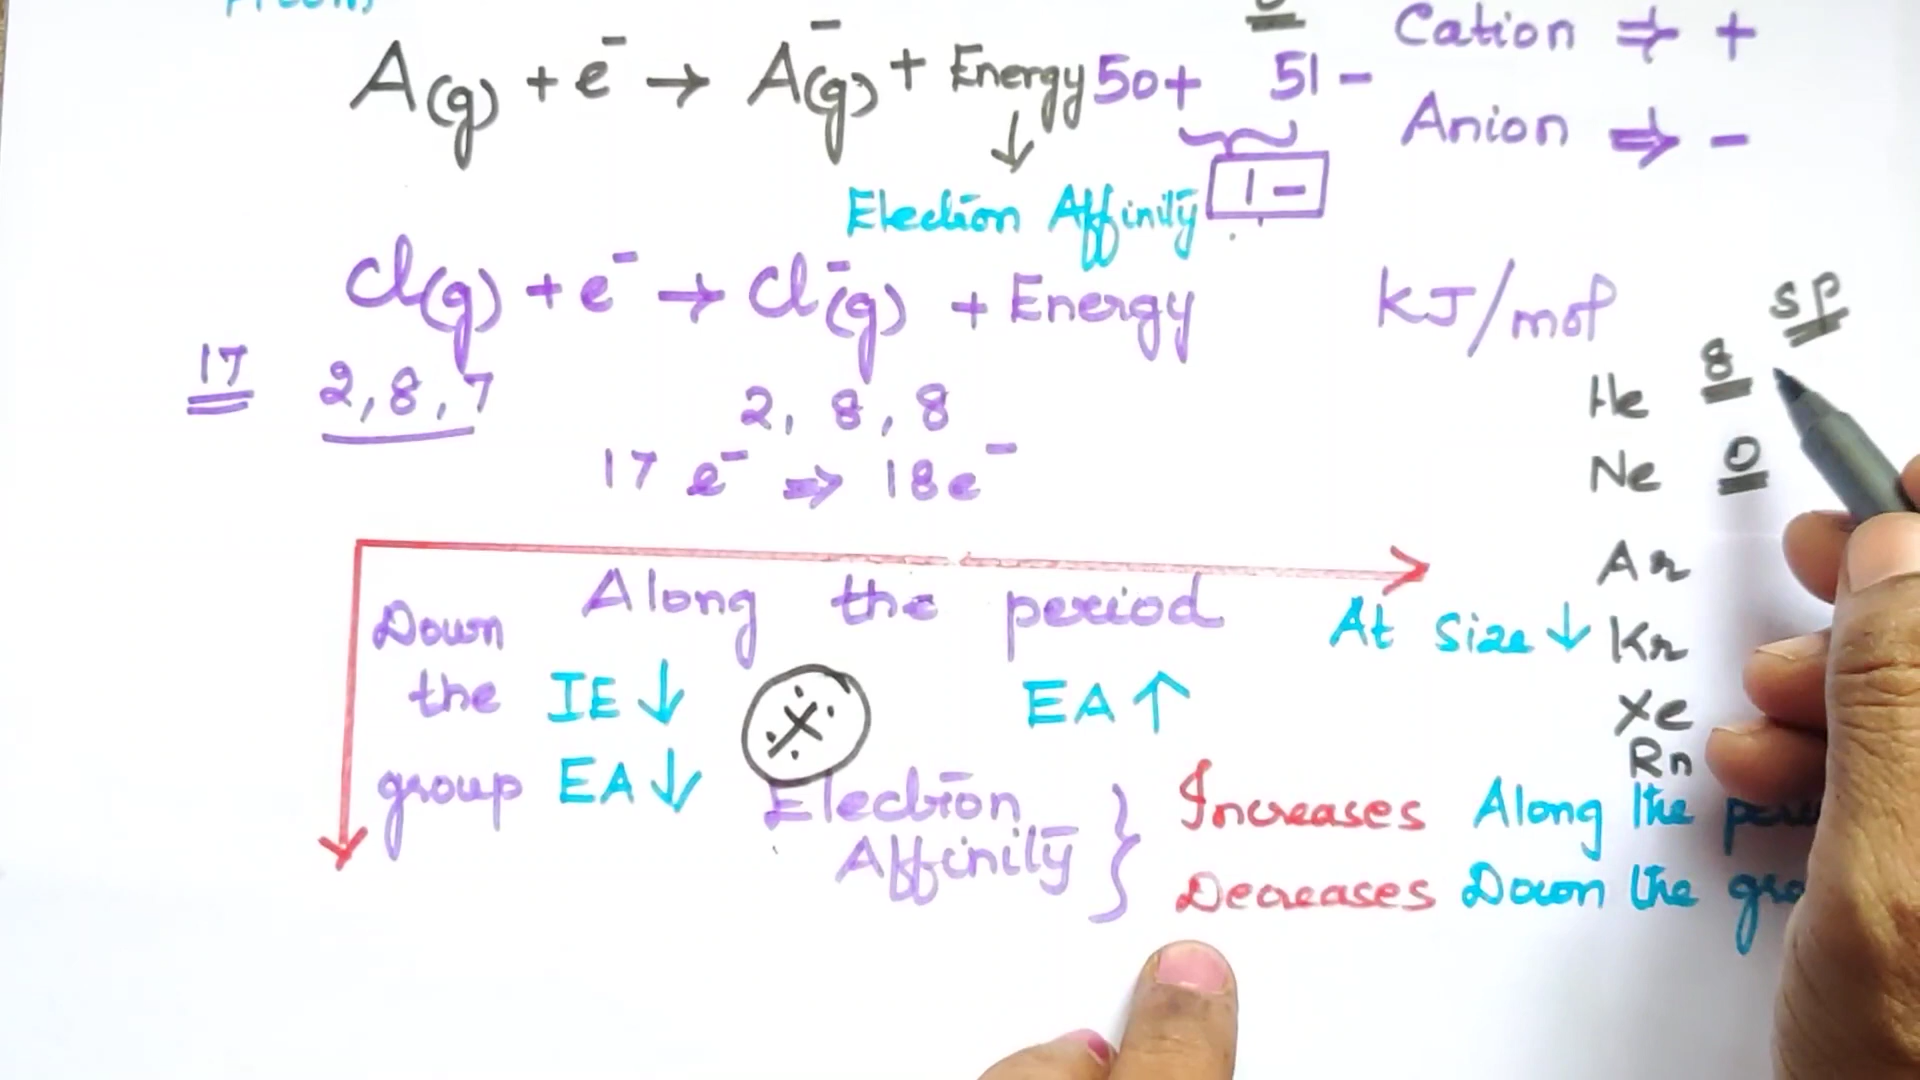 A(g) + e⁻ → A⁻(g) + Energy 50+ 51- Cation ⇒ +
Anion ⇒ -
↓
Electron Affinity 1-
Cl(g) + e⁻ → Cl⁻(g) + Energy KJ/mol
sp
17 2,8,7 2, 8, 8
He 8
17 e⁻ ⇒ 18e⁻
Ne 0
Ar
Along the period
At Size ↓ Kr
Down
the IE ↓ EA ↑
Xe
group EA ↓
Rn
Electron Affinity } Increases Along the
Decreases Down the